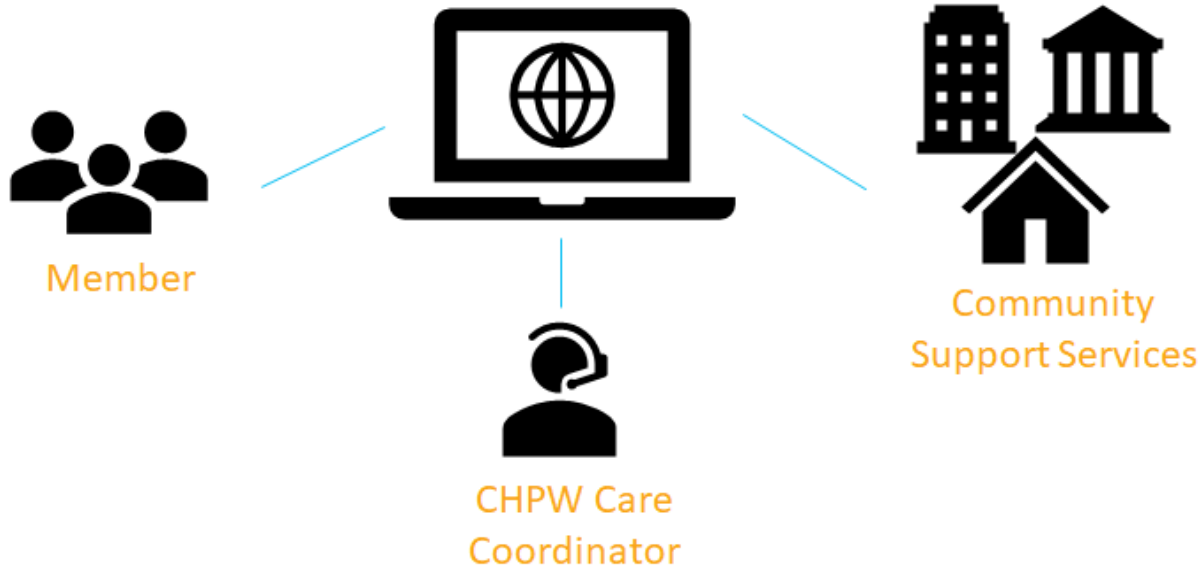 Member
Community
Support Services
CHPW Care
Coordinator